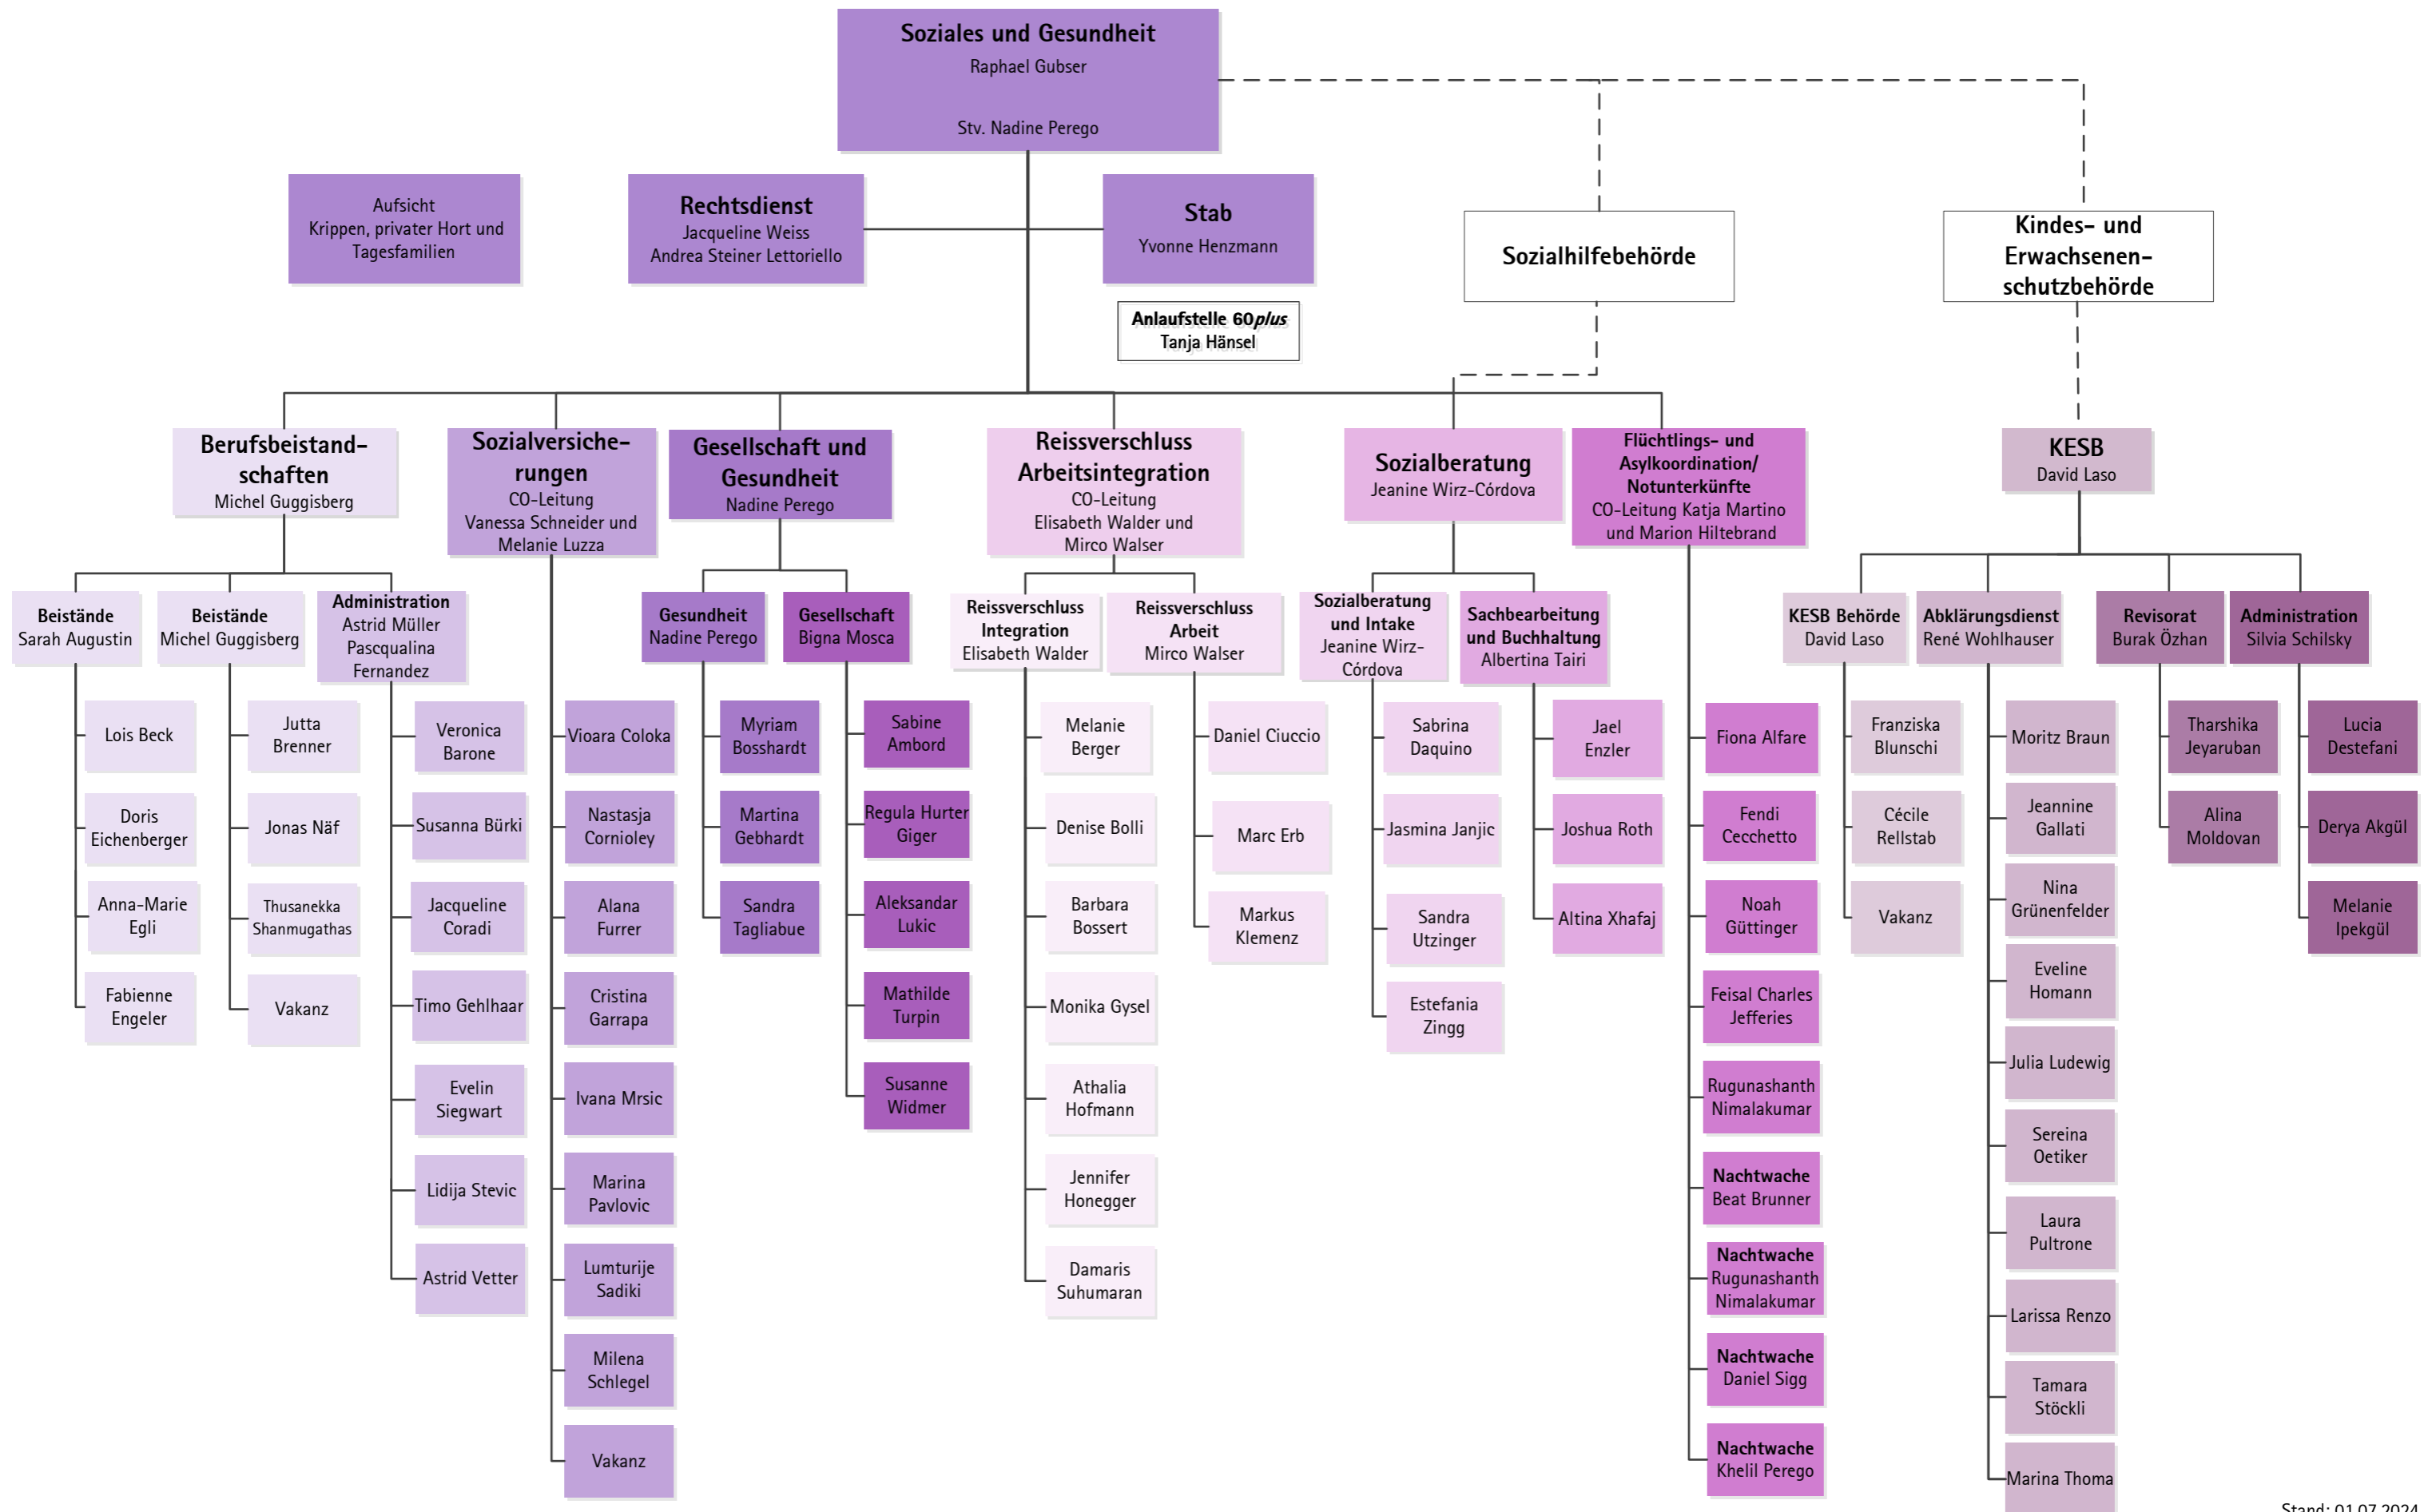 Soziales und Gesundheit
Raphael Gubser
Stv. Nadine Perego
Aufsicht
Krippen, privater Hort und
Tagesfamilien
Rechtsdienst
Jacqueline Weiss
Andrea Steiner Lettoriello
Stab
Yvonne Henzmann
Anlaufstelle 60plus
Tanja Hänsel
Sozialhilfebehörde
Kindes- und
Erwachsenen-
schutzbehörde
Berufsbeistand-
schaften
Michel Guggisberg
Sozialversiche-
rungen
CO-Leitung
Vanessa Schneider und
Melanie Luzza
Gesellschaft und
Gesundheit
Nadine Perego
Reissverschluss
Arbeitsintegration
CO-Leitung
Elisabeth Walder und
Mirco Walser
Sozialberatung
Jeanine Wirz-Córdova
Flüchtlings- und
Asylkoordination/
Notunterkünfte
CO-Leitung Katja Martino
und Marion Hiltebrand
KESB
David Laso
Beistände
Sarah Augustin
Lois Beck
Doris
Eichenberger
Anna-Marie
Egli
Fabienne
Engeler
Beistände
Michel Guggisberg
Jutta
Brenner
Jonas Näf
Thusanekka
Shanmugathas
Vakanz
Administration
Astrid Müller
Pascqualina
Fernandez
Veronica
Barone
Susanna Bürki
Jacqueline
Coradi
Timo Gehlhaar
Evelin
Siegwart
Lidija Stevic
Astrid Vetter
Vioara Coloka
Nastasja
Cornioley
Alana
Furrer
Cristina
Garrapa
Ivana Mrsic
Marina
Pavlovic
Lumturije
Sadiki
Milena
Schlegel
Vakanz
Gesundheit
Nadine Perego
Myriam
Bosshardt
Martina
Gebhardt
Sandra
Tagliabue
Gesellschaft
Bigna Mosca
Sabine
Ambord
Regula Hurter
Giger
Aleksandar
Lukic
Mathilde
Turpin
Susanne
Widmer
Reissverschluss
Integration
Elisabeth Walder
Melanie
Berger
Denise Bolli
Barbara
Bossert
Monika Gysel
Athalia
Hofmann
Jennifer
Honegger
Damaris
Suhumaran
Reissverschluss
Arbeit
Mirco Walser
Daniel Ciuccio
Marc Erb
Markus
Klemenz
Sozialberatung
und Intake
Jeanine Wirz-
Córdova
Sabrina
Daquino
Jasmina Janjic
Sandra
Utzinger
Estefania
Zingg
Sachbearbeitung
und Buchhaltung
Albertina Tairi
Jael
Enzler
Joshua Roth
Altina Xhafaj
Fiona Alfare
Fendi
Cecchetto
Noah
Güttinger
Feisal Charles
Jefferies
Rugunashanth
Nimalakumar
Nachtwache
Beat Brunner
Nachtwache
Rugunashanth
Nimalakumar
Nachtwache
Daniel Sigg
Nachtwache
Khelil Perego
KESB Behörde
David Laso
Franziska
Blunschi
Cécile
Rellstab
Vakanz
Abklärungsdienst
René Wohlhauser
Moritz Braun
Jeannine
Gallati
Nina
Grünenfelder
Eveline
Homann
Julia Ludewig
Sereina
Oetiker
Laura
Pultrone
Larissa Renzo
Tamara
Stöckli
Marina Thoma
Revisorat
Burak Özhan
Tharshika
Jeyaruban
Alina
Moldovan
Administration
Silvia Schilsky
Lucia
Destefani
Derya Akgül
Melanie
Ipekgül
Stand: 01.07.2024